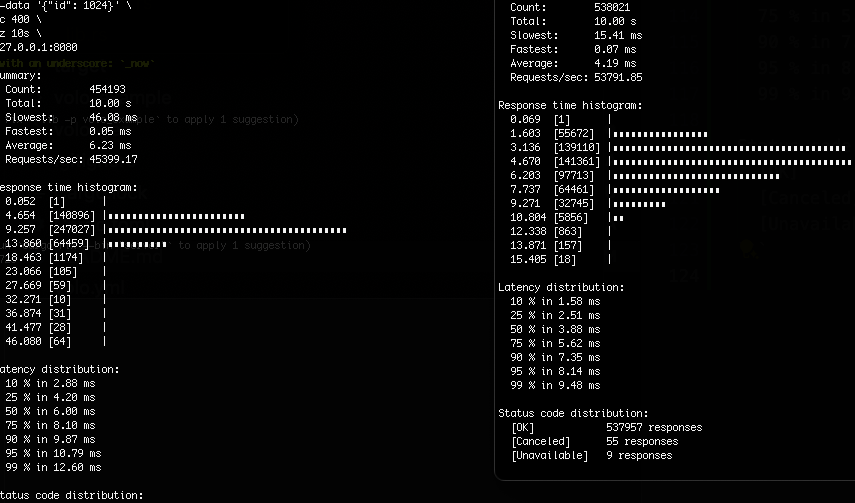 -data '{"id": 1024}' \
c 400 \
z 10s \
27.0.0.1:8080
with an underscore: '_now'
ummary:
Count: 454193
Total: 10.00 s
Slowest: 46.08 ms
Fastest: 0.05 ms
Average: 6.23 ms
Requests/sec: 45399.17
to apply 1 suggestion)
esponse time histogram:
0.052 [1] |
4.654 [140896] |
9.257 [247027] |
13.860 [64459] |
to apply 1 suggestion)
18.463 [1174] |
23.066 [105] |
27.669 [59] |
32.271 [10] |
36.874 [31] |
41.477 [28] |
46.080 [64] |
atency distribution:
10 % in 2.88 ms
25 % in 4.20 ms
50 % in 6.00 ms
75 % in 8.10 ms
90 % in 9.87 ms
95 % in 10.79 ms
99 % in 12.60 ms
tatus code distribution:
Count: 538021
Total: 10.00 s
Slowest: 15.41 ms
Fastest: 0.07 ms
Average: 4.19 ms
Requests/sec: 53791.85
Response time histogram:
0.069 [1] |
1.603 [55672] |
3.136 [139110] |
4.670 [141361] |
6.203 [97713] |
7.737 [64461] |
9.271 [32745] |
10.804 [5856] |
12.338 [863] |
13.871 [157] |
15.405 [18] |
Latency distribution:
10 % in 1.58 ms
25 % in 2.51 ms
50 % in 3.88 ms
75 % in 5.62 ms
90 % in 7.35 ms
95 % in 8.14 ms
99 % in 9.48 ms
Status code distribution:
[OK] 537957 responses
[Canceled] 55 responses
[Unavailable] 9 responses